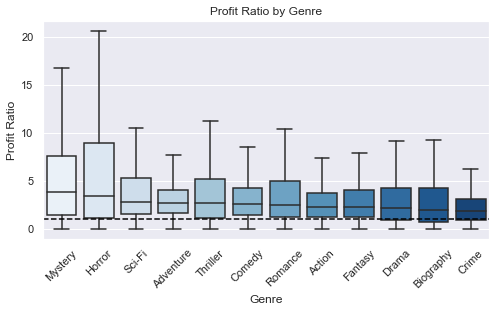 Profit Ratio by Genre
Profit Ratio
20
15
10
5
0
Mystery
Horror
Sci-Fi
Adventure
Thriller
Comedy
Romance
Action
Fantasy
Drama
Biography
Crime
Genre